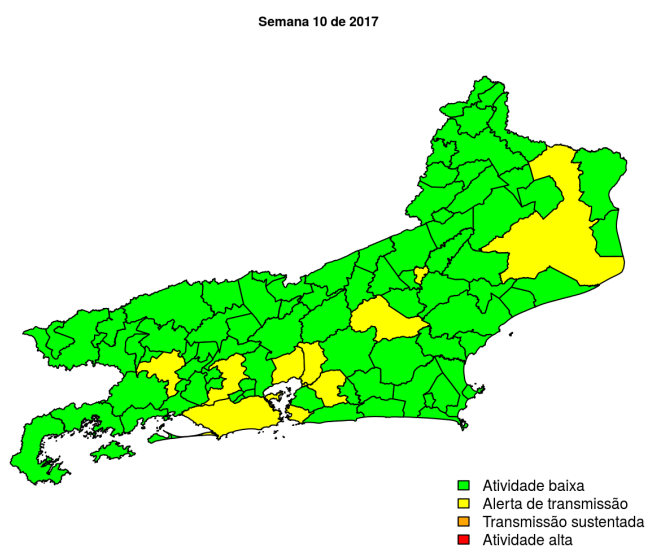 Semana 10 de 2017
Atividade baixa
Alerta de transmissão
Transmissão sustentada
Atividade alta